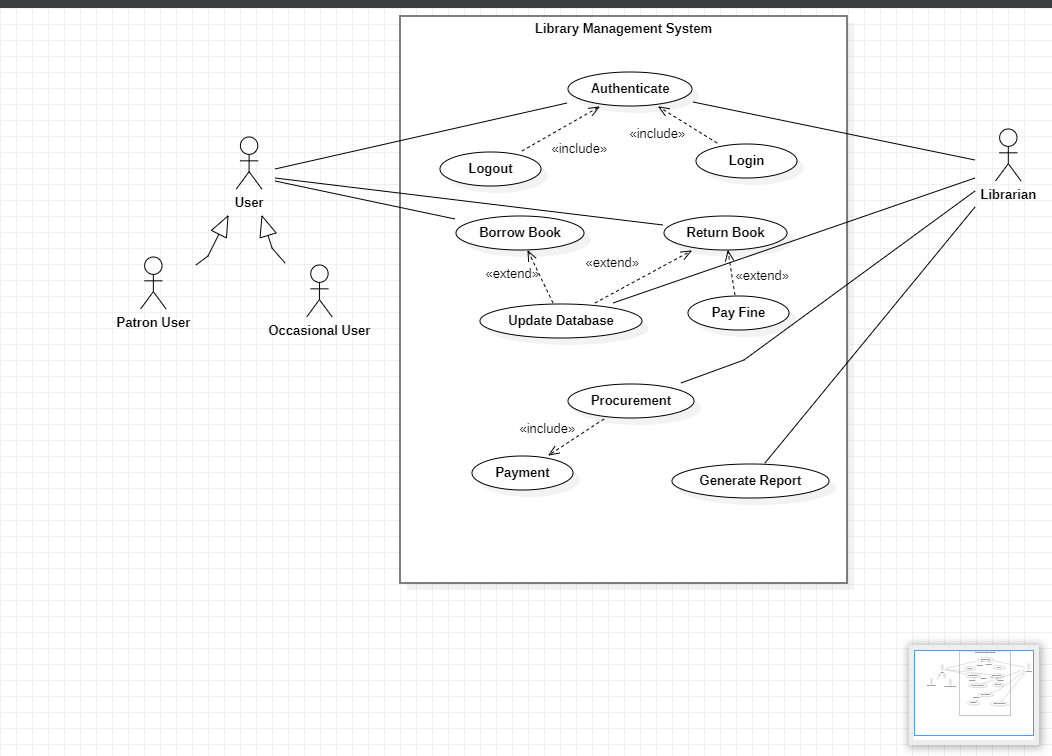 Library Management System
Authenticate
«include»
«include»
Logout
Login
User
Librarian
Borrow Book
Return Book
«extend»
«extend»
«extend»
Patron User
Occasional User
Update Database
Pay Fine
Procurement
«include»
Payment
Generate Report